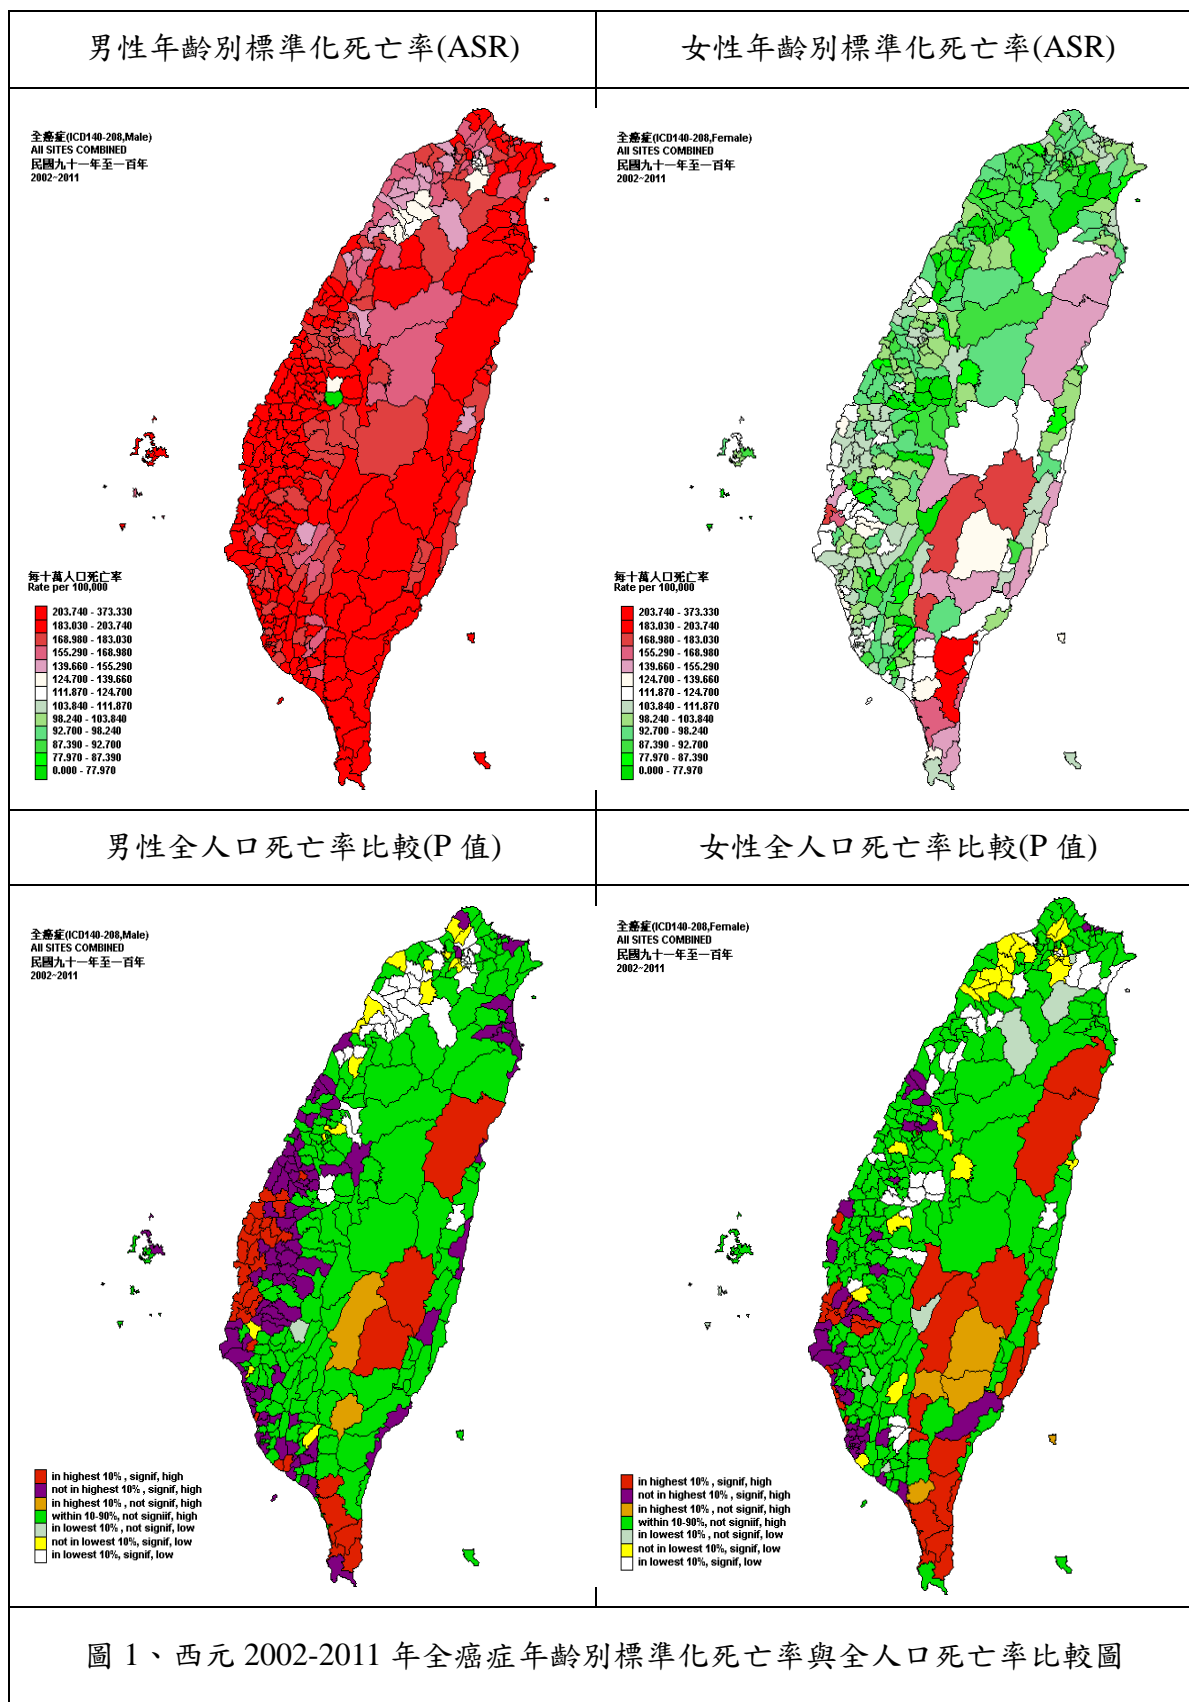 男性年齡別標準化死亡率(ASR)
女性年齡別標準化死亡率(ASR)
全癌症(ICD140-208,Male)
All SITES COMBINED
民國九十一年至一百年
2002~2011
每十萬人口死亡率
Rate per 100,000
203.740 - 373.330
183.030 - 203.740
168.980 - 183.030
155.290 - 168.980
139.660 - 155.290
124.700 - 139.660
111.870 - 124.700
103.840 - 111.870
98.240 - 103.840
92.700 - 98.240
87.390 - 92.700
77.970 - 87.390
0.000 - 77.970
全癌症(ICD140-208,Female)
All SITES COMBINED
民國九十一年至一百年
2002~2011
每十萬人口死亡率
Rate per 100,000
203.740 - 373.330
183.030 - 203.740
168.980 - 183.030
155.290 - 168.980
139.660 - 155.290
124.700 - 139.660
111.870 - 124.700
103.840 - 111.870
98.240 - 103.840
92.700 - 98.240
87.390 - 92.700
77.970 - 87.390
0.000 - 77.970
男性全人口死亡率比較(P 值)
女性全人口死亡率比較(P 值)
全癌症(ICD140-208,Male)
All SITES COMBINED
民國九十一年至一百年
2002~2011
in highest 10% , signif, high
not in highest 10% , signif, high
in highest 10% , not signif, high
within 10-90%, not signiif, high
in lowest 10% , not signif, low
not in lowest 10%, signif, low
in lowest 10%, signif, low
全癌症(ICD140-208,Female)
All SITES COMBINED
民國九十一年至一百年
2002~2011
in highest 10% , signif, high
not in highest 10% , signif, high
in highest 10% , not signif, high
within 10-90%, not signiif, high
in lowest 10% , not signif, low
not in lowest 10%, signif, low
in lowest 10%, signif, low
圖 1、西元 2002-2011 年全癌症年齡別標準化死亡率與全人口死亡率比較圖